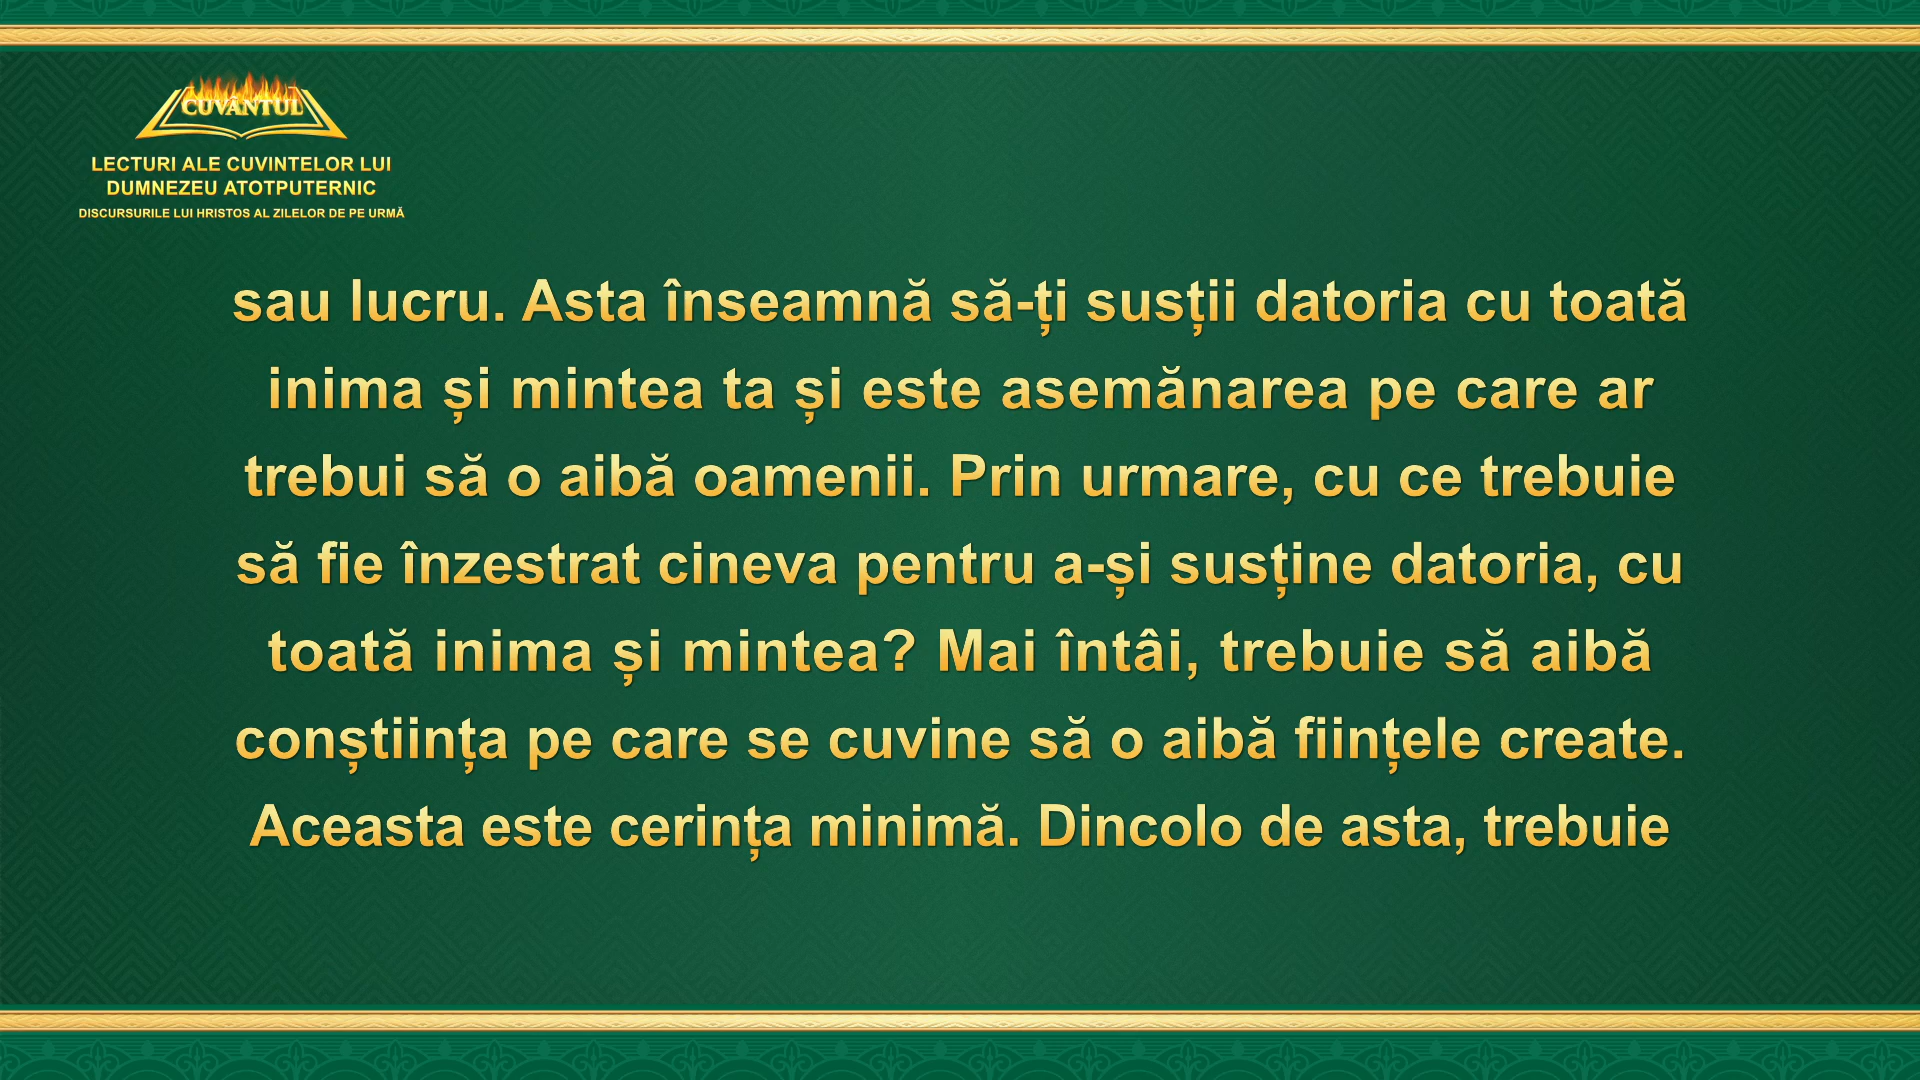 CUVÂNTUL
LECTURI ALE CUVINTELOR LUI
DUMNEZEU ATOTPUTERNIC
DISCURSURILE LUI HRISTOS AL ZILELOR DE PE URMĂ
sau lucru. Asta înseamnă să-ți susții datoria cu toată
inima și mintea ta și este asemănarea pe care ar
trebui să o aibă oamenii. Prin urmare, cu ce trebuie
să fie înzestrat cineva pentru a-și susține datoria, cu
toată inima și mintea? Mai întâi, trebuie să aibă
conștiința pe care se cuvine să o aibă ființele create.
Aceasta este cerința minimă. Dincolo de asta, trebuie